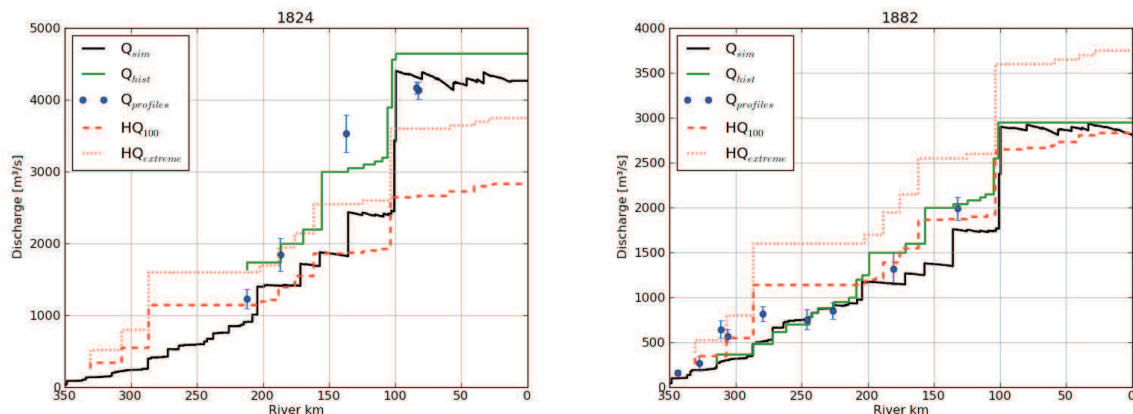 1824
5000
4000
3000
2000
1000
0
Discharge [m³/s]
Q_sim
Q_hist
Q_profiles
HQ_100
HQ_extreme
350 300 250 200 150 100 50 0
River km
1882
4000
3500
3000
2500
2000
1500
1000
500
0
Discharge [m³/s]
Q_sim
Q_hist
Q_profiles
HQ_100
HQ_extreme
350 300 250 200 150 100 50 0
River km